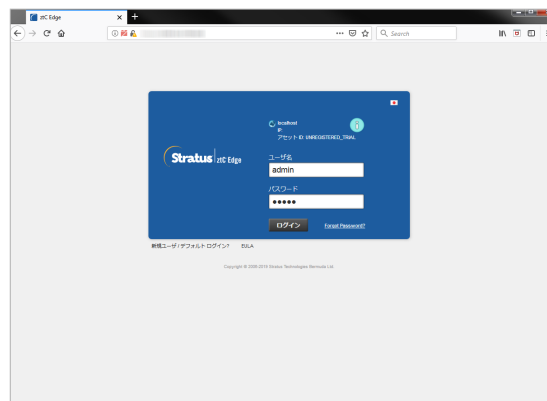 ztC Edge
Search
localhost
IP:
アセット ID: UNREGISTERED_TRIAL
Stratus ztC Edge
ユーザ名
admin
パスワード
ログイン
Forgot Password?
新規ユーザ / デフォルト ログイン?
EULA
Copyright © 2008-2019 Stratus Technologies Bermuda Ltd.